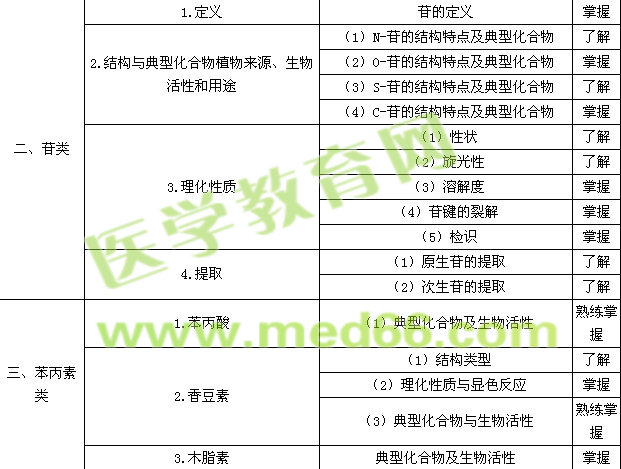 1.定义
苷的定义
掌握
二、苷类
2.结构与典型化合物植物来源、生物
活性和用途
（1）N-苷的结构特点及典型化合物
了解
（2）O-苷的结构特点及典型化合物
掌握
（3）S-苷的结构特点及典型化合物
了解
（4）C-苷的结构特点及典型化合物
掌握
3.理化性质
（1）性状
了解
（2）旋光性
了解
（3）溶解度
掌握
（4）苷键的裂解
掌握
（5）检识
掌握
4.提取
（1）原生苷的提取
了解
（2）次生苷的提取
了解
三、苯丙素
类
1.苯丙酸
（1）典型化合物及生物活性
熟练掌
握
2.香豆素
（1）结构类型
了解
（2）理化性质与显色反应
掌握
（3）典型化合物与生物活性
熟练掌
握
3.木脂素
典型化合物及生物活性
掌握
医学教育网
www.med66.com